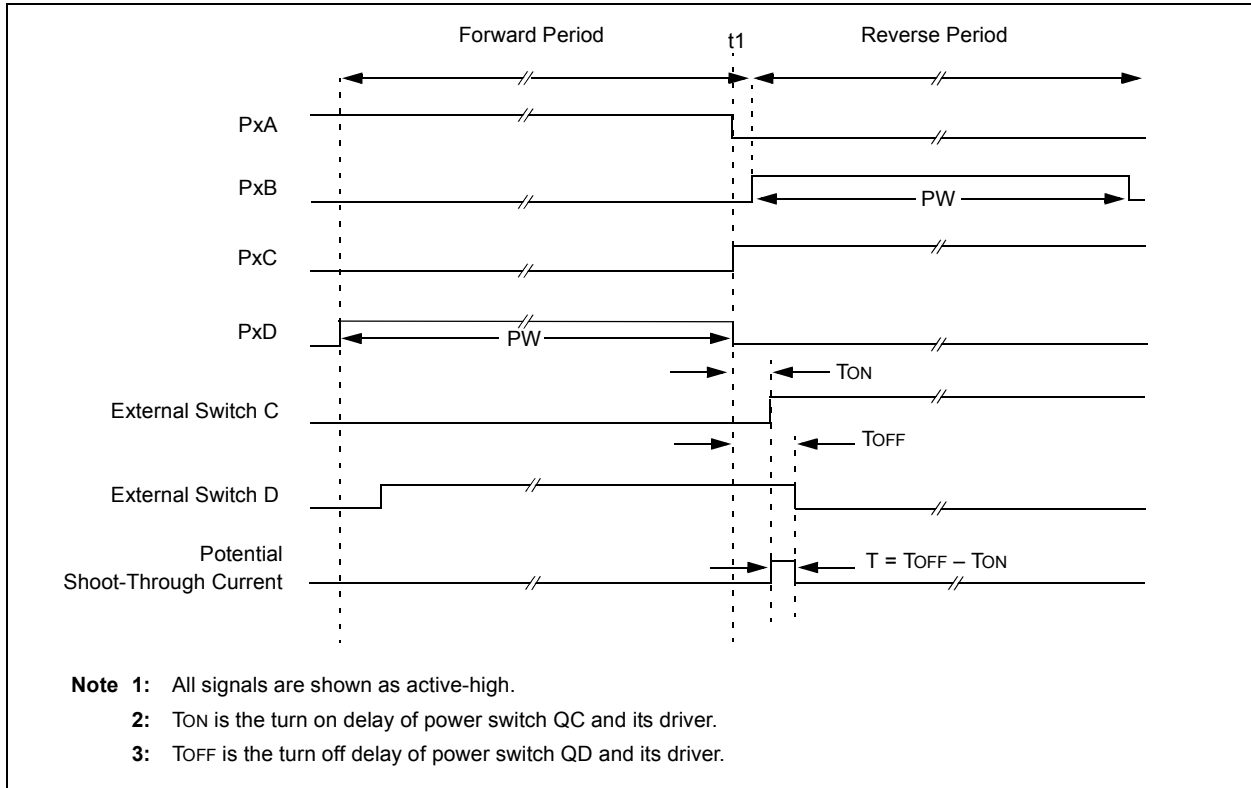 Forward Period t1 Reverse Period
PxA
PxB
PW
PxC
PxD
PW
TON
External Switch C
TOFF
External Switch D
Potential
Shoot-Through Current
T = TOFF – TON
Note 1: All signals are shown as active-high.
2: TON is the turn on delay of power switch QC and its driver.
3: TOFF is the turn off delay of power switch QD and its driver.